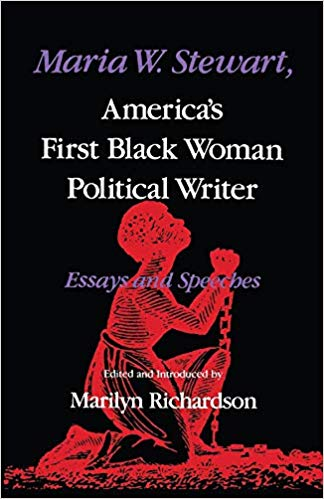 Maria W. Stewart,
America's
First Black Woman
Political Writer
Essays and Speeches
Edited and Introduced by
Marilyn Richardson